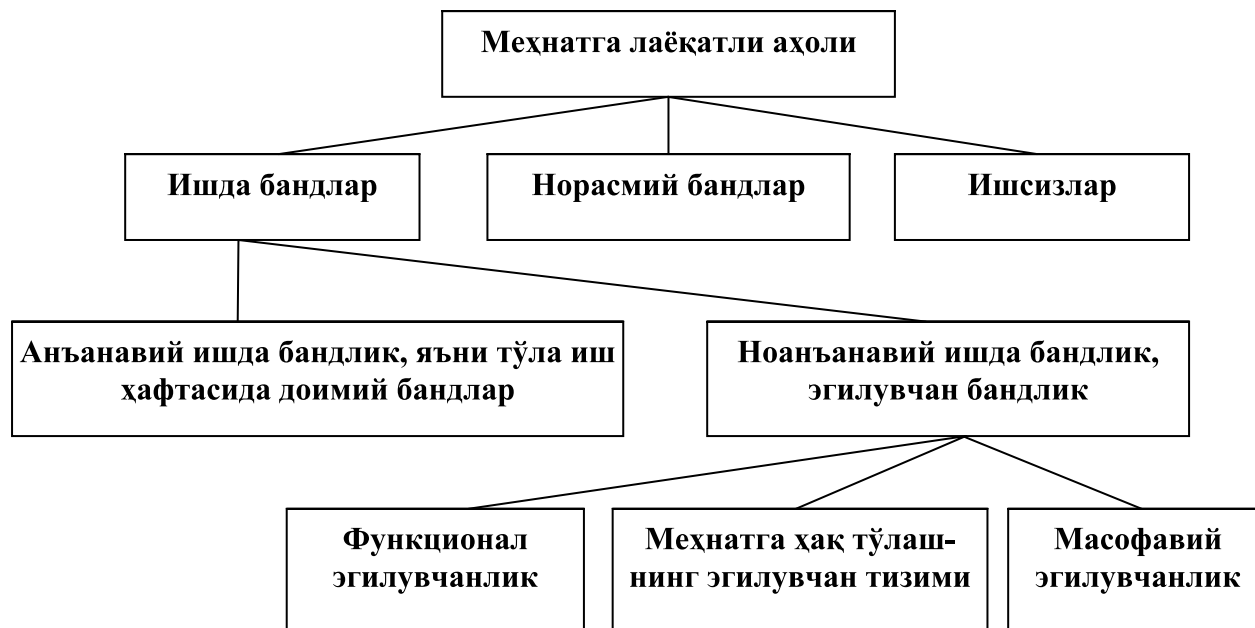 Меҳнатга лаёқатли аҳоли
Ишда бандлар
Норасмий бандлар
Ишсизлар
Анъанавий ишда бандлик, яъни тўла иш
ҳафтасида доимий бандлар
Ноанъанавий ишда бандлик,
эгилувчан бандлик
Функционал
эгилувчанлик
Меҳнатга ҳақ тўлаш-
нинг эгилувчан тизими
Масофавий
эгилувчанлик